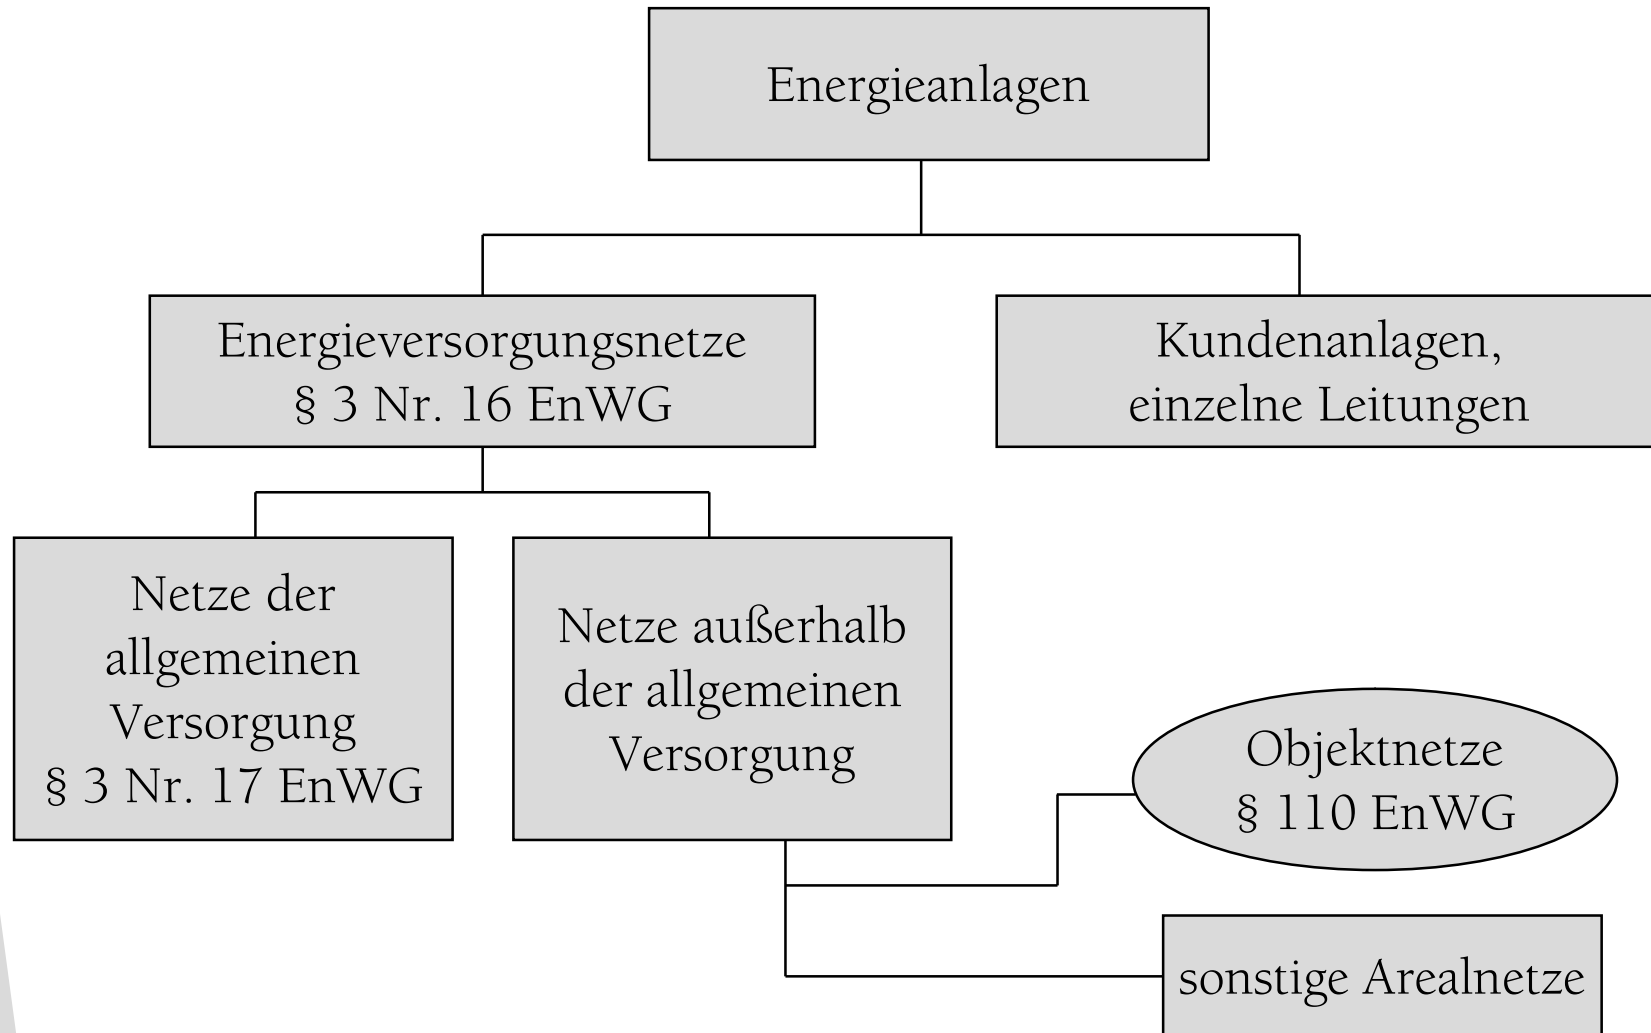 Energieanlagen
Energieversorgungsnetze
§ 3 Nr. 16 EnWG
Kundenanlagen,
einzelne Leitungen
Netze der
allgemeinen
Versorgung
§ 3 Nr. 17 EnWG
Netze außerhalb
der allgemeinen
Versorgung
Objektnetze
§ 110 EnWG
sonstige Arealnetze